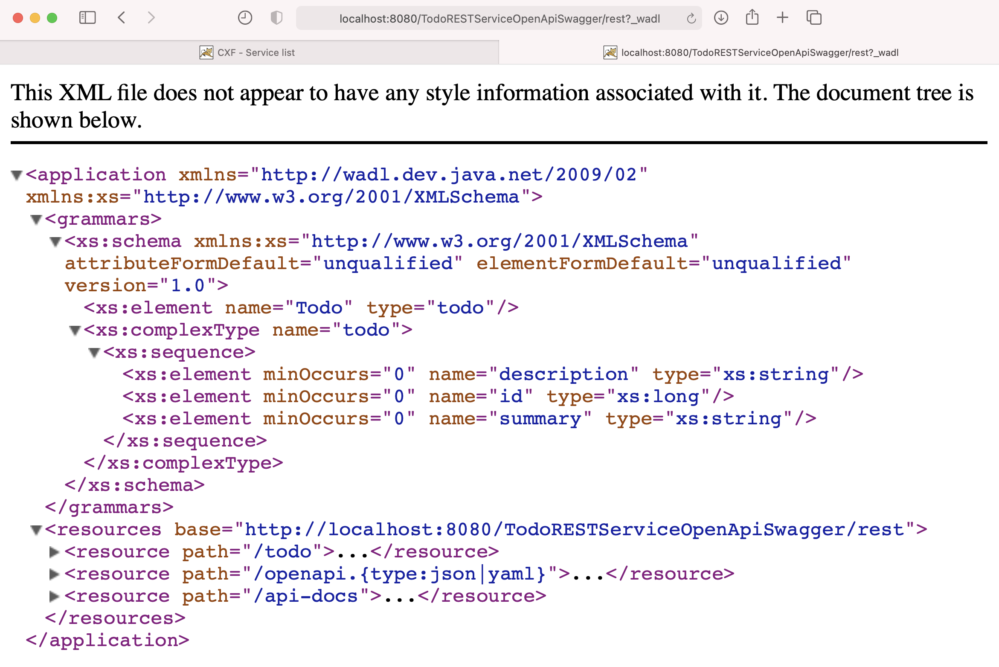 localhost:8080/TodoRESTServiceOpenApiSwagger/rest?_wadl
CXF - Service list
localhost:8080/TodoRESTServiceOpenApiSwagger/rest?_wadl
This XML file does not appear to have any style information associated with it. The document tree is
shown below.
<application xmlns="http://wadl.dev.java.net/2009/02"
xmlns:xs="http://www.w3.org/2001/XMLSchema">
<grammars>
<xs:schema xmlns:xs="http://www.w3.org/2001/XMLSchema"
attributeFormDefault="unqualified" elementFormDefault="unqualified"
version="1.0">
<xs:element name="Todo" type="todo"/>
<xs:complexType name="todo">
<xs:sequence>
<xs:element minOccurs="0" name="description" type="xs:string"/>
<xs:element minOccurs="0" name="id" type="xs:long"/>
<xs:element minOccurs="0" name="summary" type="xs:string"/>
</xs:sequence>
</xs:complexType>
</xs:schema>
</grammars>
<resources base="http://localhost:8080/TodoRESTServiceOpenApiSwagger/rest">
<resource path="/todo">...</resource>
<resource path="/openapi.{type:json|yaml}">...</resource>
<resource path="/api-docs">...</resource>
</resources>
</application>